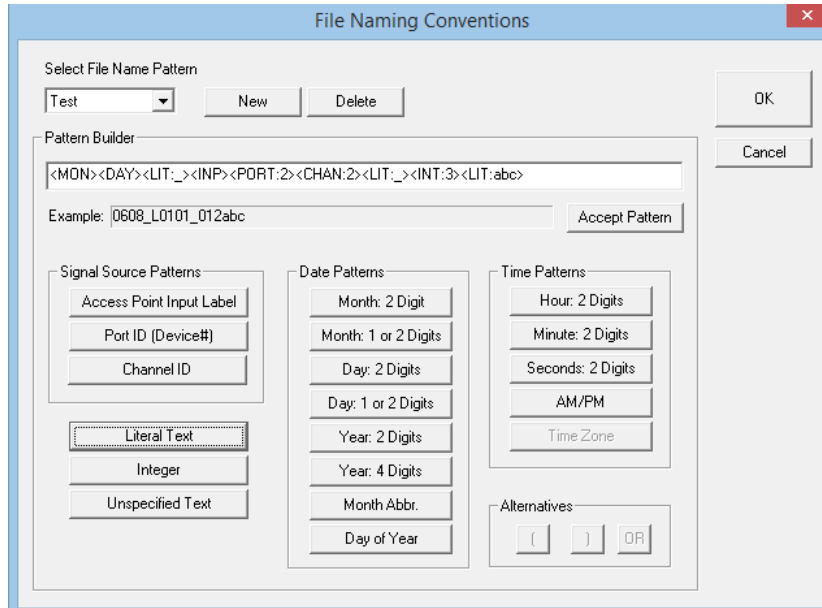 File Naming Conventions
Select File Name Pattern
Test
New
Delete
OK
Cancel
Pattern Builder
<MON><DAY><LIT:_><INP><PORT:2><CHAN:2><LIT:_><INT:3><LIT:abc>
Example: 0608_L0101_012abc
Accept Pattern
Signal Source Patterns
Access Point Input Label
Port ID (Device#)
Channel ID
Literal Text
Integer
Unspecified Text
Date Patterns
Month: 2 Digit
Month: 1 or 2 Digits
Day: 2 Digits
Day: 1 or 2 Digits
Year: 2 Digits
Year: 4 Digits
Month Abbr.
Day of Year
Time Patterns
Hour: 2 Digits
Minute: 2 Digits
Seconds: 2 Digits
AM/PM
Time Zone
Alternatives
( ) OR